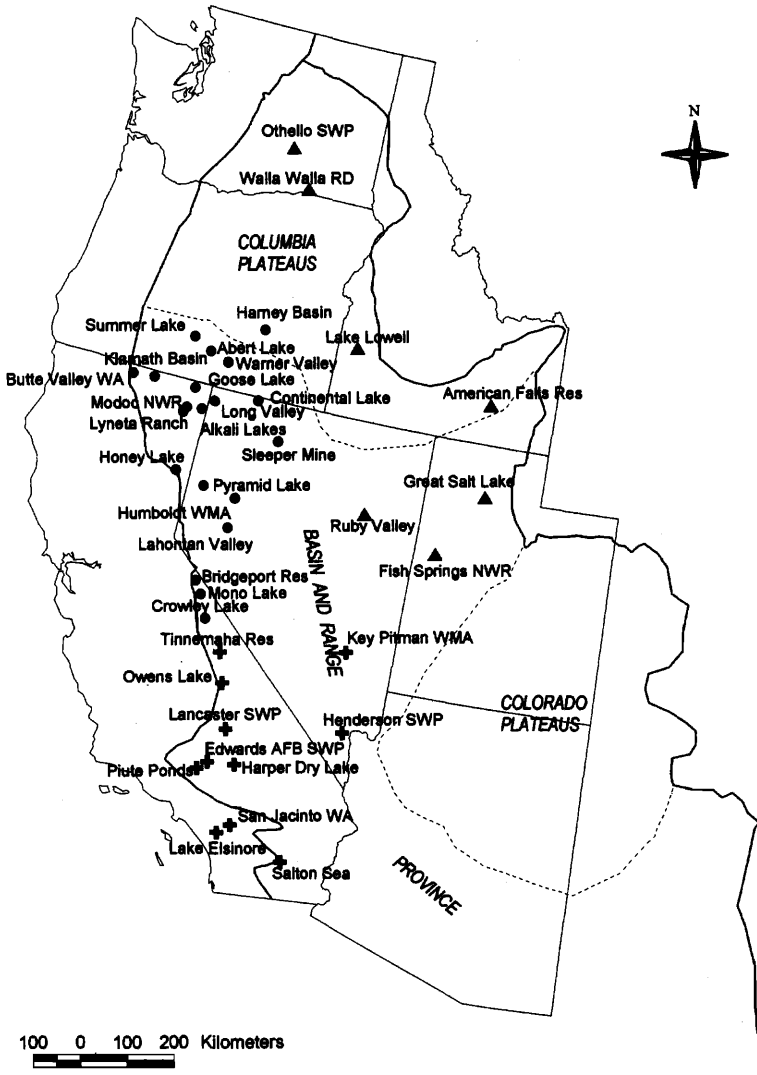 N
Othello SWP
Walla Walla RD
COLUMBIA
PLATEAUS
Harney Basin
Summer Lake
Lake Lowell
Abert Lake
Klamath Basin
Warner Valley
Butte Valley WA
Goose Lake
American Falls Res
Continental Lake
Modoc NWR
Long Valley
Lyneta Ranch
Alkali Lakes
Honey Lake
Sleeper Mine
Great Salt Lake
Pyramid Lake
Humboldt WMA
Ruby Valley
Lahontan Valley
BASIN AND RANGE
Fish Springs NWR
Bridgeport Res
Mono Lake
Crowley Lake
Tinnemaha Res
Key Pitman WMA
Owens Lake
COLORADO
PLATEAUS
Lancaster SWP
Henderson SWP
Edwards AFB SWP
Piute Ponds
Harper Dry Lake
San Jacinto WA
Lake Elsinore
Salton Sea
PROVINCE
100 0 100 200 Kilometers